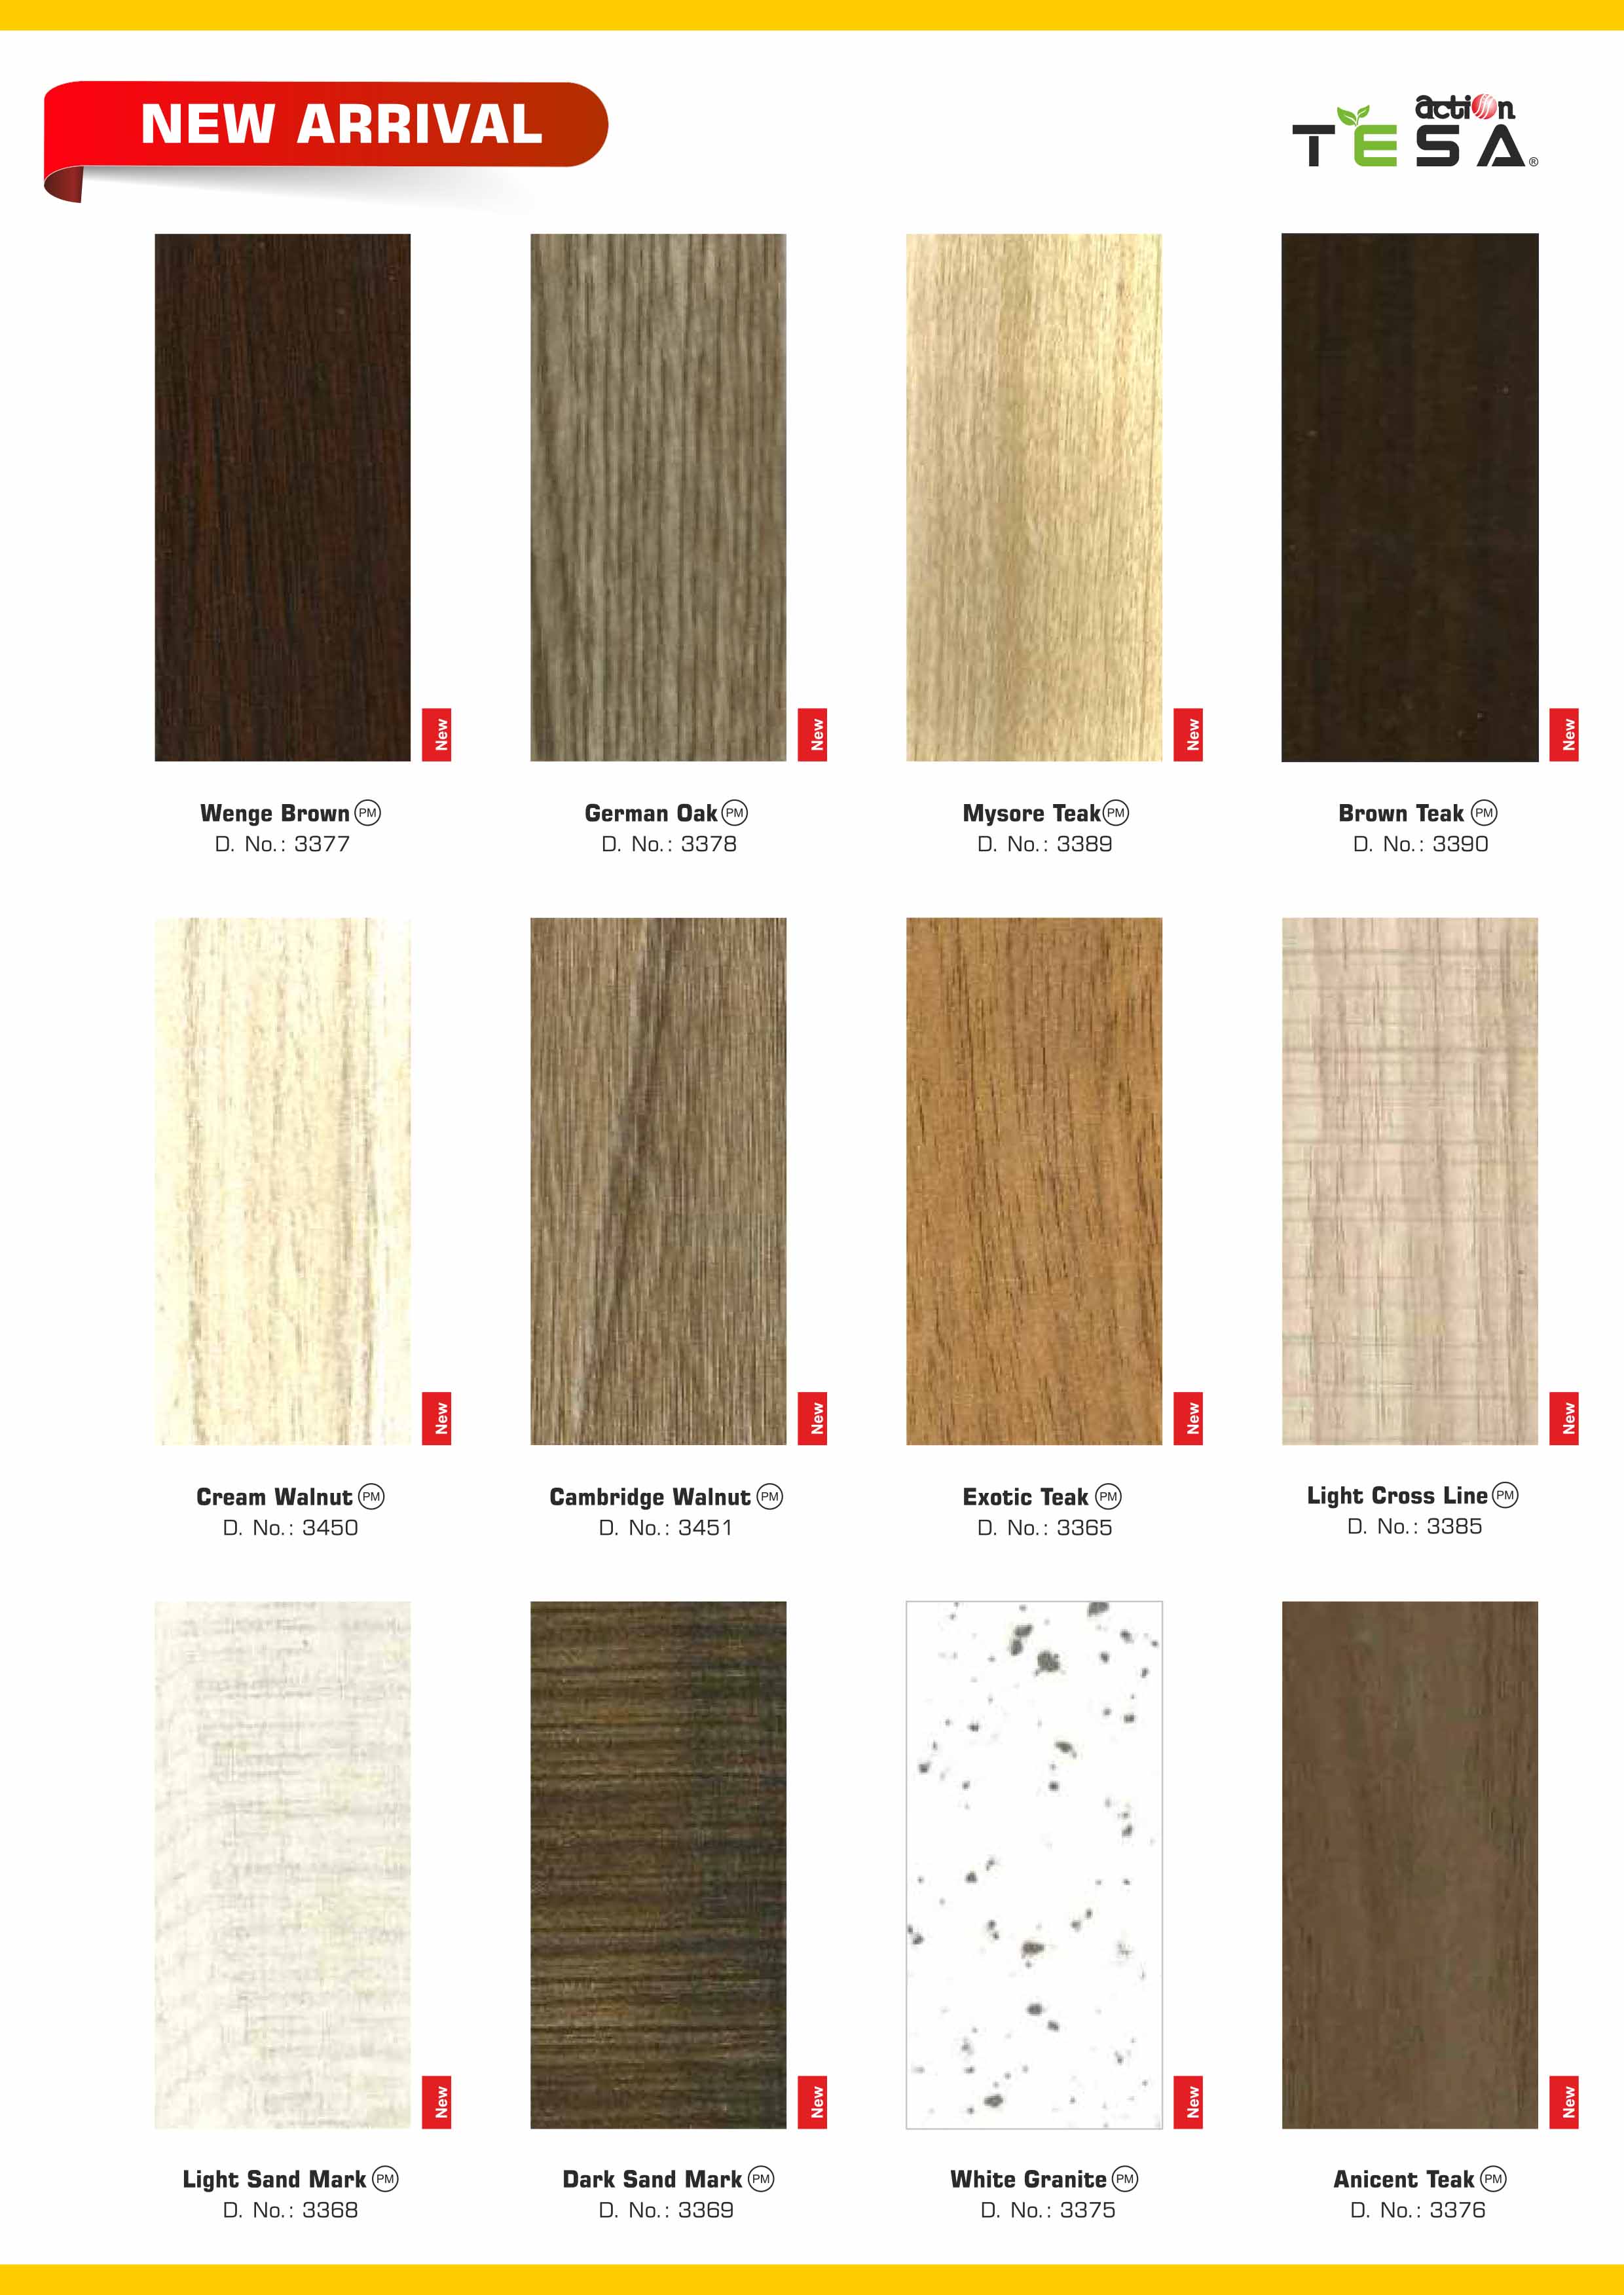 NEW ARRIVAL
action
TESA®
New
New
New
New
Wenge Brown PM
D. No.: 3377
German Oak PM
D. No.: 3378
Mysore Teak PM
D. No.: 3389
Brown Teak PM
D. No.: 3390
New
New
New
New
Cream Walnut PM
D. No.: 3450
Cambridge Walnut PM
D. No.: 3451
Exotic Teak PM
D. No.: 3365
Light Cross Line PM
D. No.: 3385
New
New
New
New
Light Sand Mark PM
D. No.: 3368
Dark Sand Mark PM
D. No.: 3369
White Granite PM
D. No.: 3375
Anicent Teak PM
D. No.: 3376